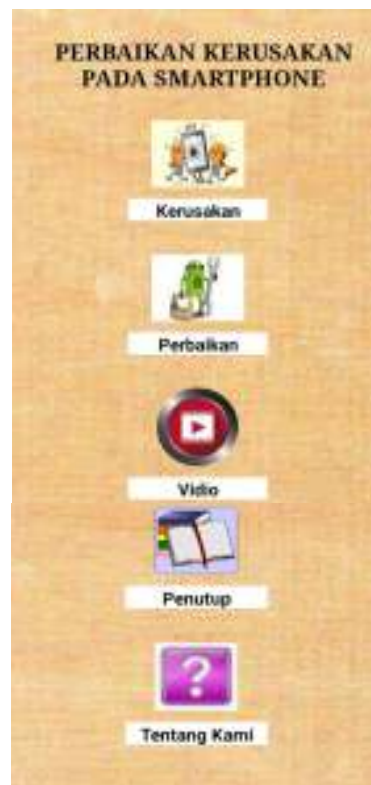 PERBAIKAN KERUSAKAN
PADA SMARTPHONE
Kerusakan
Perbaikan
Vidio
Penutup
Tentang Kami